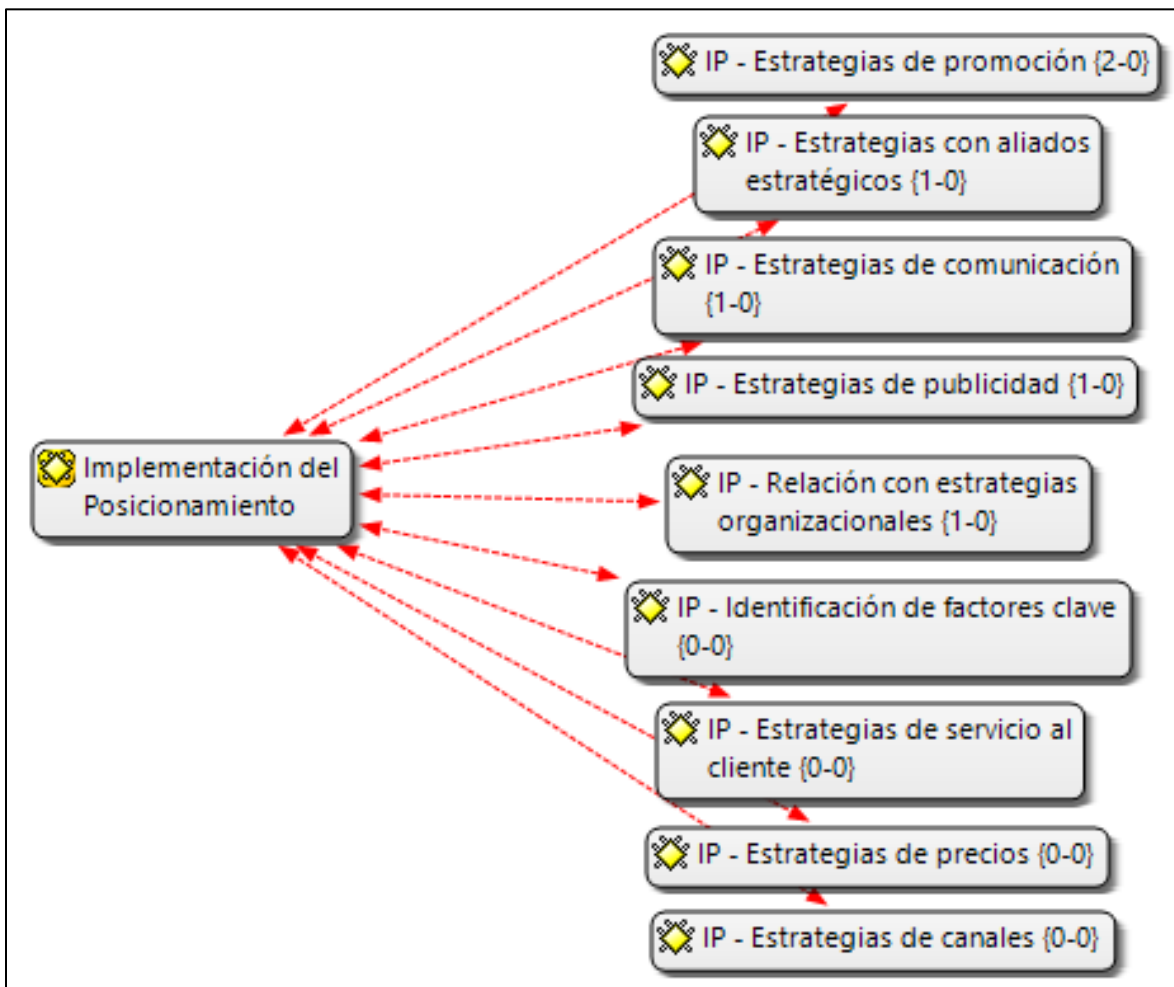 IP - Estrategias de promoción {2-0}
IP - Estrategias con aliados
estratégicos {1-0}
IP - Estrategias de comunicación
{1-0}
IP - Estrategias de publicidad {1-0}
Implementación del
Posicionamiento
IP - Relación con estrategias
organizacionales {1-0}
IP - Identificación de factores clave
{0-0}
IP - Estrategias de servicio al
cliente {0-0}
IP - Estrategias de precios {0-0}
IP - Estrategias de canales {0-0}